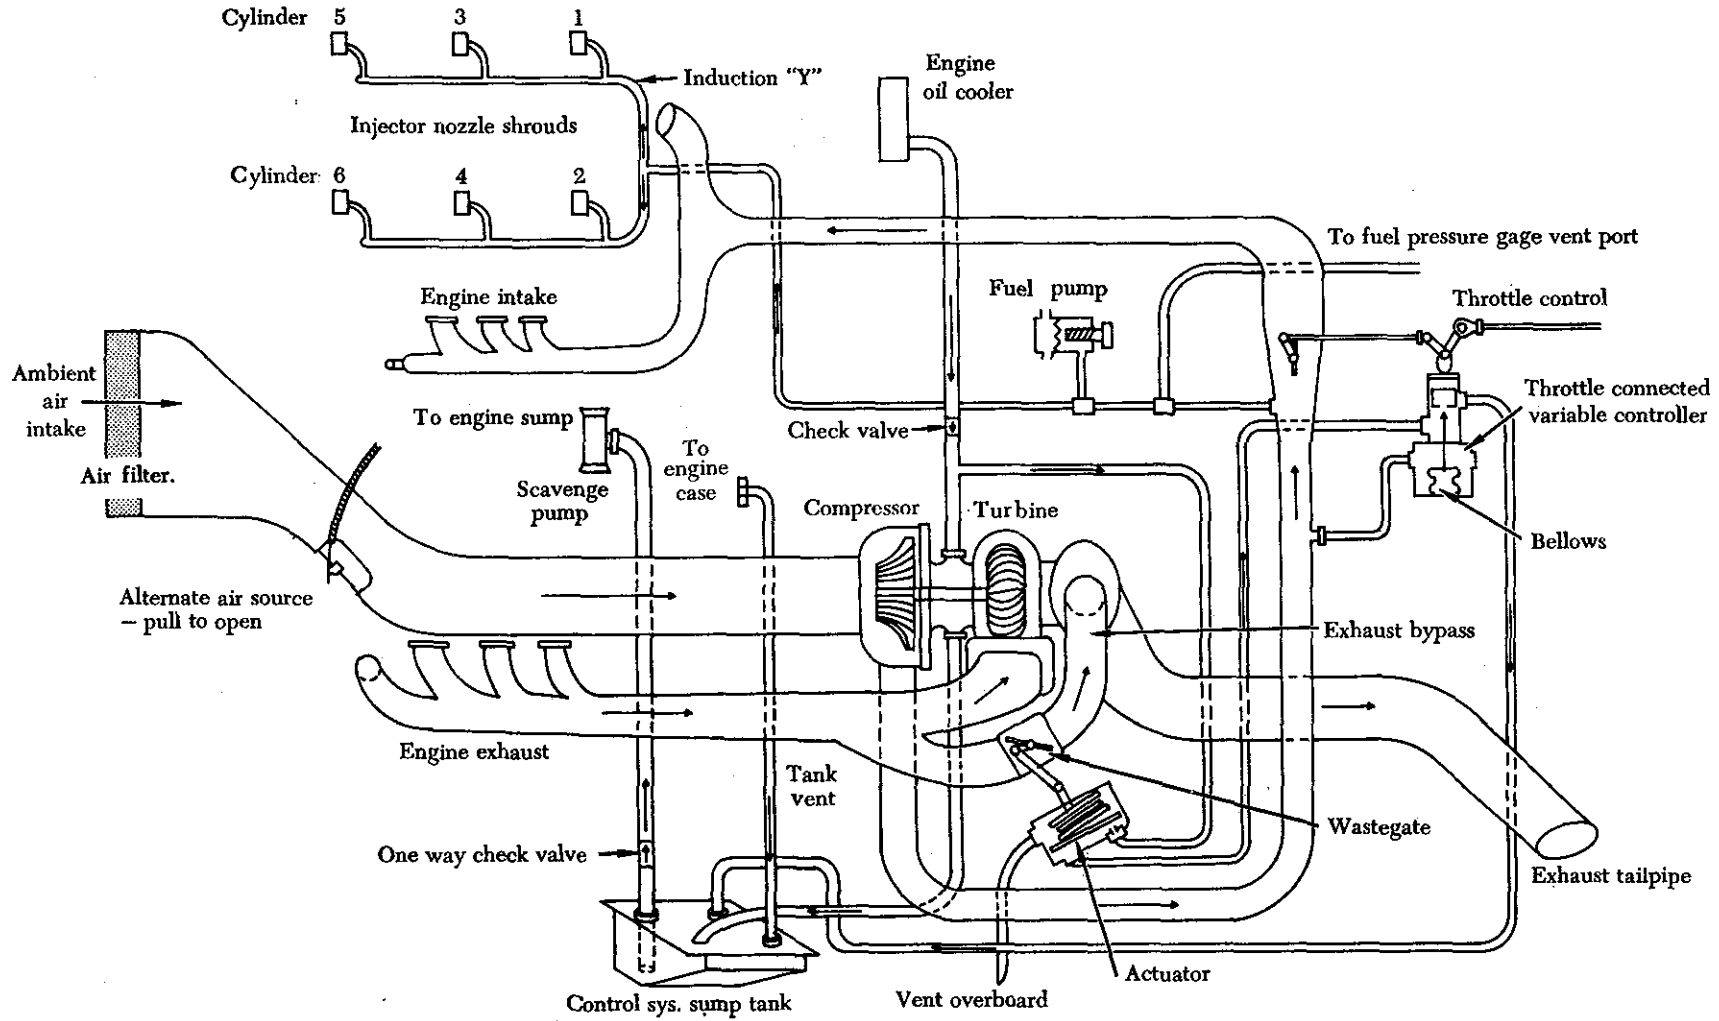 Cylinder 5 3 1
Induction “Y”
Injector nozzle shrouds
Cylinder 6 4 2
Engine
oil cooler
To fuel pressure gage vent port
Engine intake
Fuel pump
Throttle control
Ambient
air
intake
Throttle connected
variable controller
To engine sump
Check valve
To
engine
case
Air filter.
Scavenge
pump
Compressor
Turbine
Bellows
Alternate air source
– pull to open
Exhaust bypass
Engine exhaust
Tank
vent
Wastegate
One way check valve
Exhaust tailpipe
Actuator
Control sys. sump tank
Vent overboard